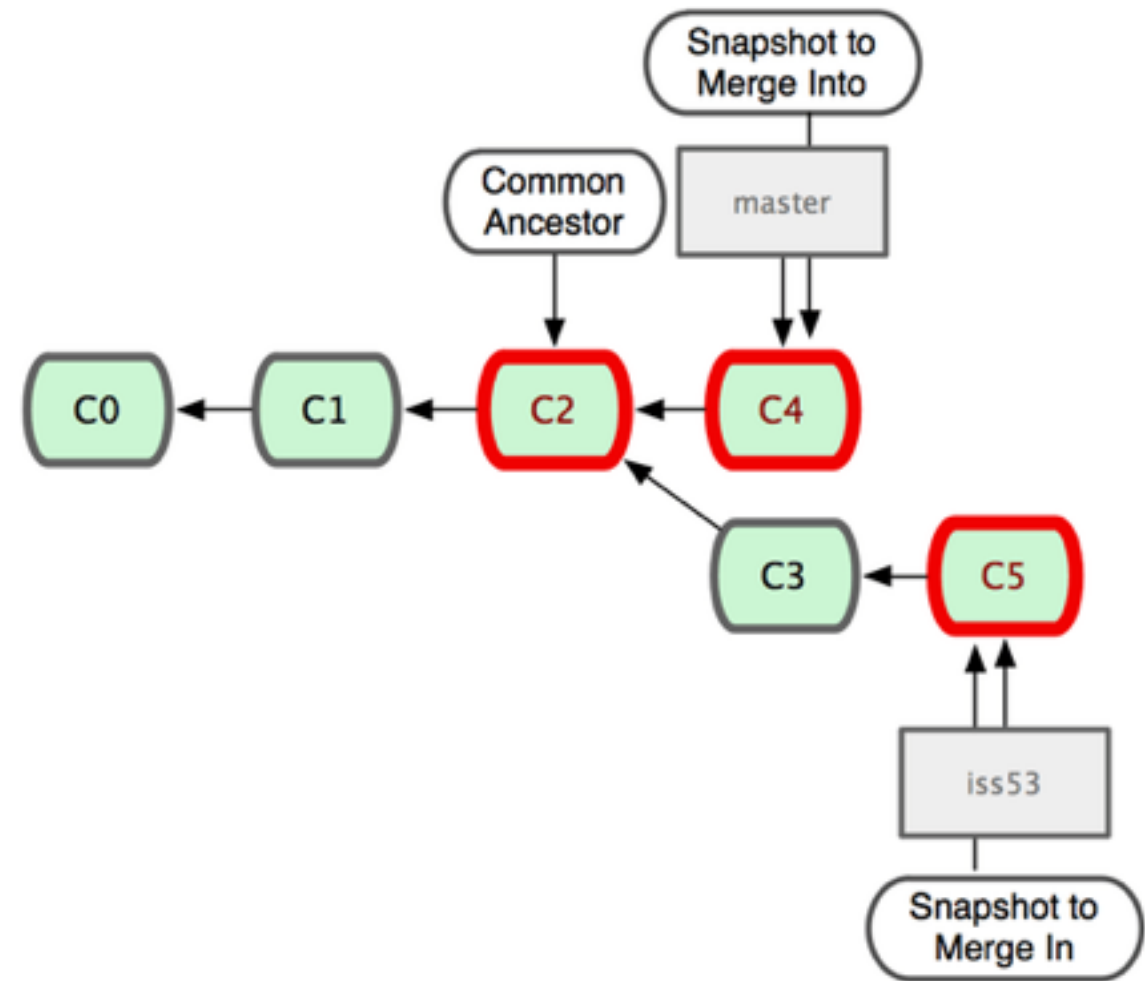 Snapshot to
Merge Into
Common
Ancestor
master
C0
C1
C2
C4
C3
C5
iss53
Snapshot to
Merge In